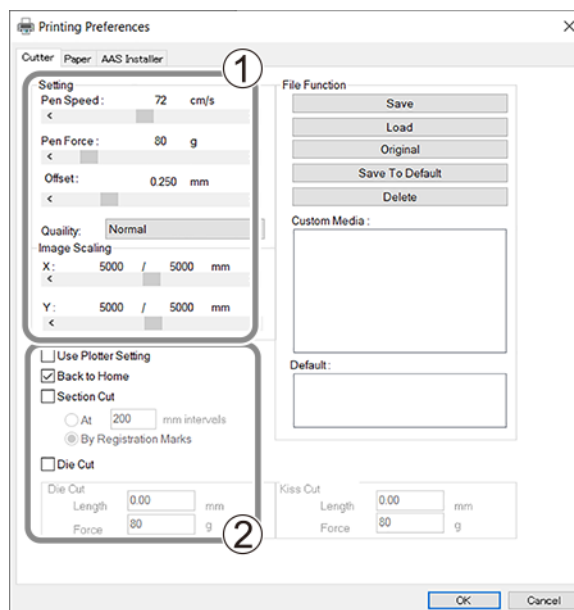 Printing Preferences
Cutter Paper AAS Installer
①
Setting
Pen Speed : 72 cm/s
Pen Force : 80 g
Offset : 0.250 mm
Quaility: Normal
Image Scaling
X : 5000 / 5000 mm
Y : 5000 / 5000 mm
Use Plotter Setting
Back to Home
Section Cut
At 200 mm intervels
By Registration Marks
Die Cut
Die Cut
Length 0.00 mm
Force 80 g
②
File Function
Save
Load
Original
Save To Default
Delete
Custom Media :
Default :
Kiss Cut
Length 0.00 mm
Force 80 g
OK Cancel